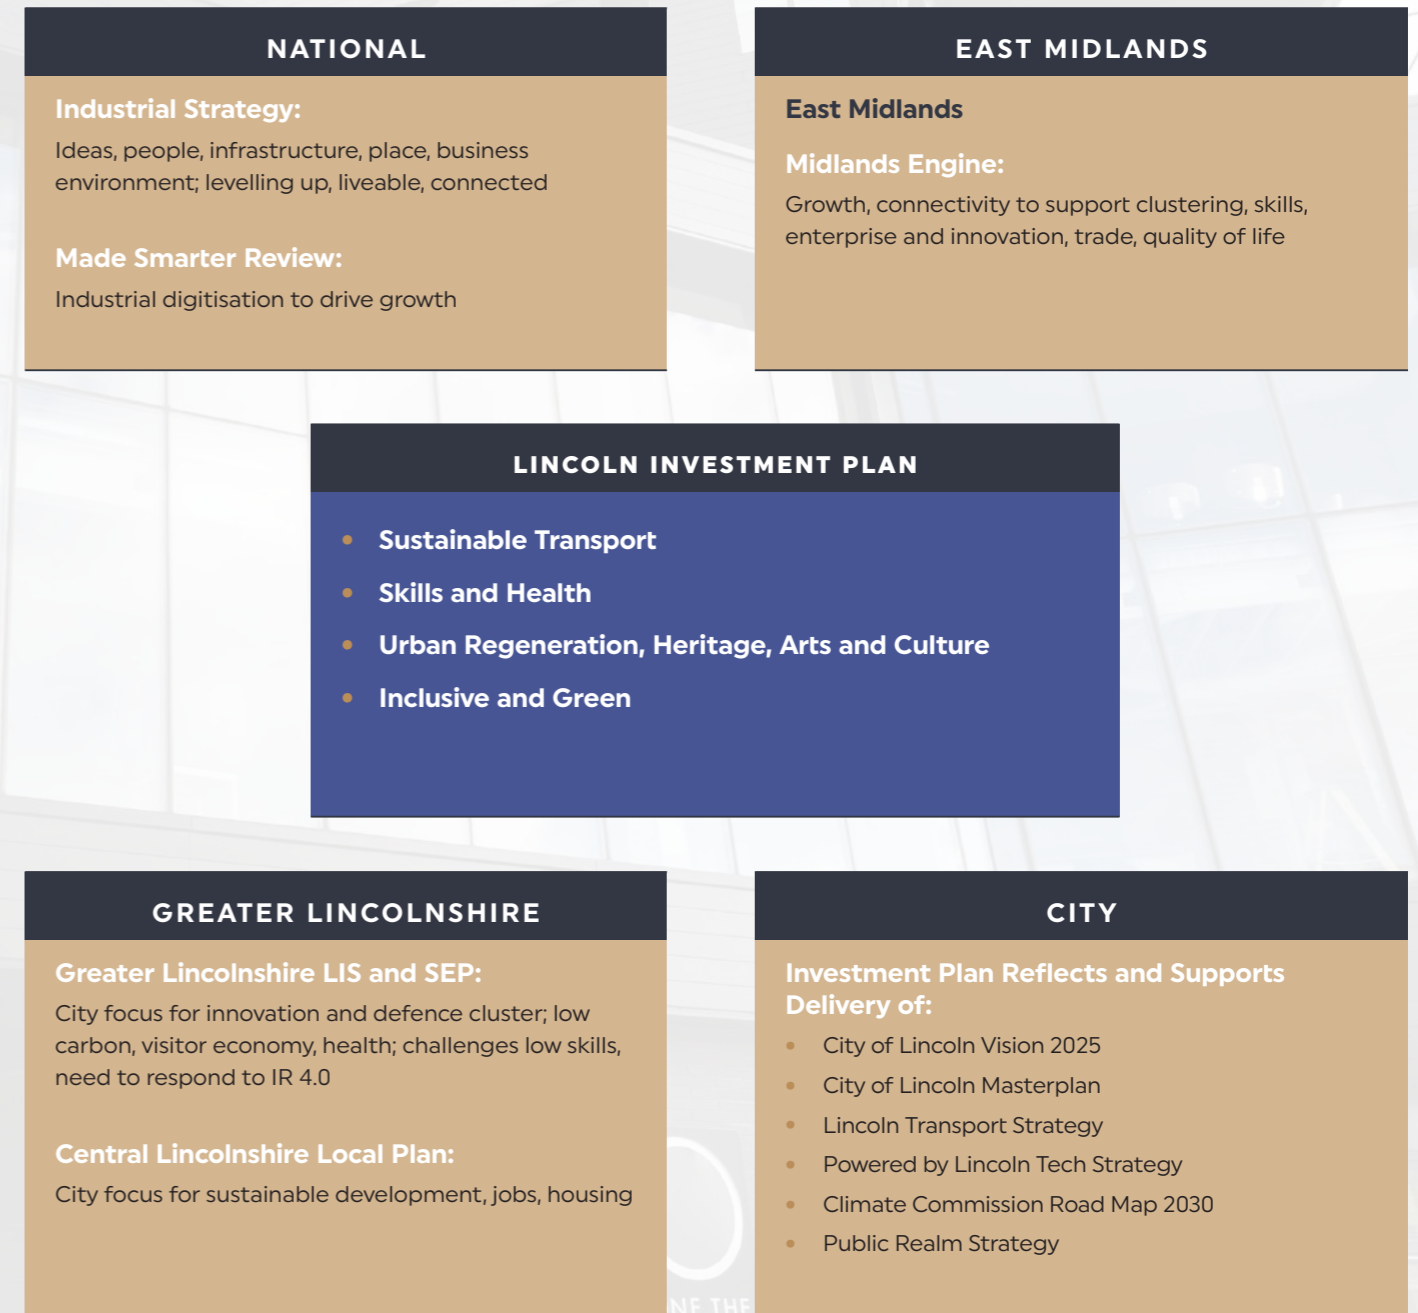 NATIONAL
Industrial Strategy:
Ideas, people, infrastructure, place, business
environment; levelling up, liveable, connected
Made Smarter Review:
Industrial digitisation to drive growth
EAST MIDLANDS
East Midlands
Midlands Engine:
Growth, connectivity to support clustering, skills,
enterprise and innovation, trade, quality of life
LINCOLN INVESTMENT PLAN
• Sustainable Transport
• Skills and Health
• Urban Regeneration, Heritage, Arts and Culture
• Inclusive and Green
GREATER LINCOLNSHIRE
Greater Lincolnshire LIS and SEP:
City focus for innovation and defence cluster; low
carbon, visitor economy, health; challenges low skills,
need to respond to IR 4.0
Central Lincolnshire Local Plan:
City focus for sustainable development, jobs, housing
CITY
Investment Plan Reflects and Supports
Delivery of:
• City of Lincoln Vision 2025
• City of Lincoln Masterplan
• Lincoln Transport Strategy
• Powered by Lincoln Tech Strategy
• Climate Commission Road Map 2030
• Public Realm Strategy
THE